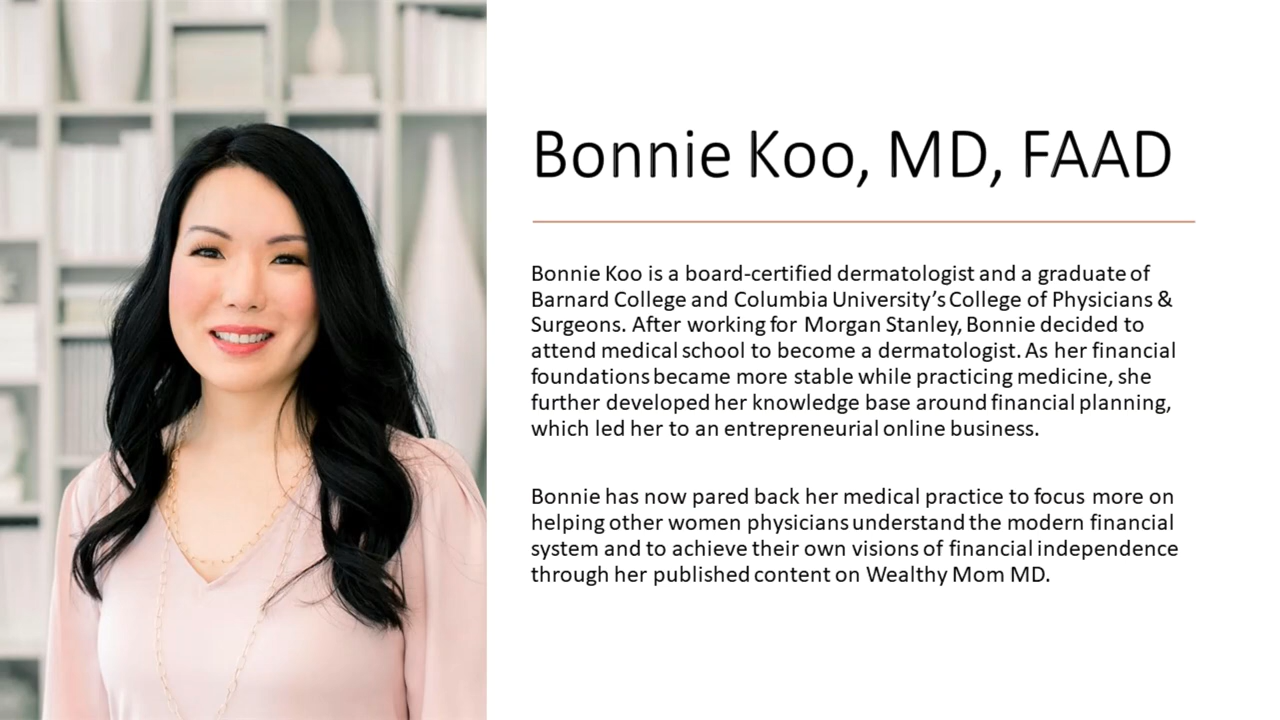 Bonnie Koo, MD, FAAD
Bonnie Koo is a board-certified dermatologist and a graduate of
Barnard College and Columbia University’s College of Physicians &
Surgeons. After working for Morgan Stanley, Bonnie decided to
attend medical school to become a dermatologist. As her financial
foundations became more stable while practicing medicine, she
further developed her knowledge base around financial planning,
which led her to an entrepreneurial online business.
Bonnie has now pared back her medical practice to focus more on
helping other women physicians understand the modern financial
system and to achieve their own visions of financial independence
through her published content on Wealthy Mom MD.